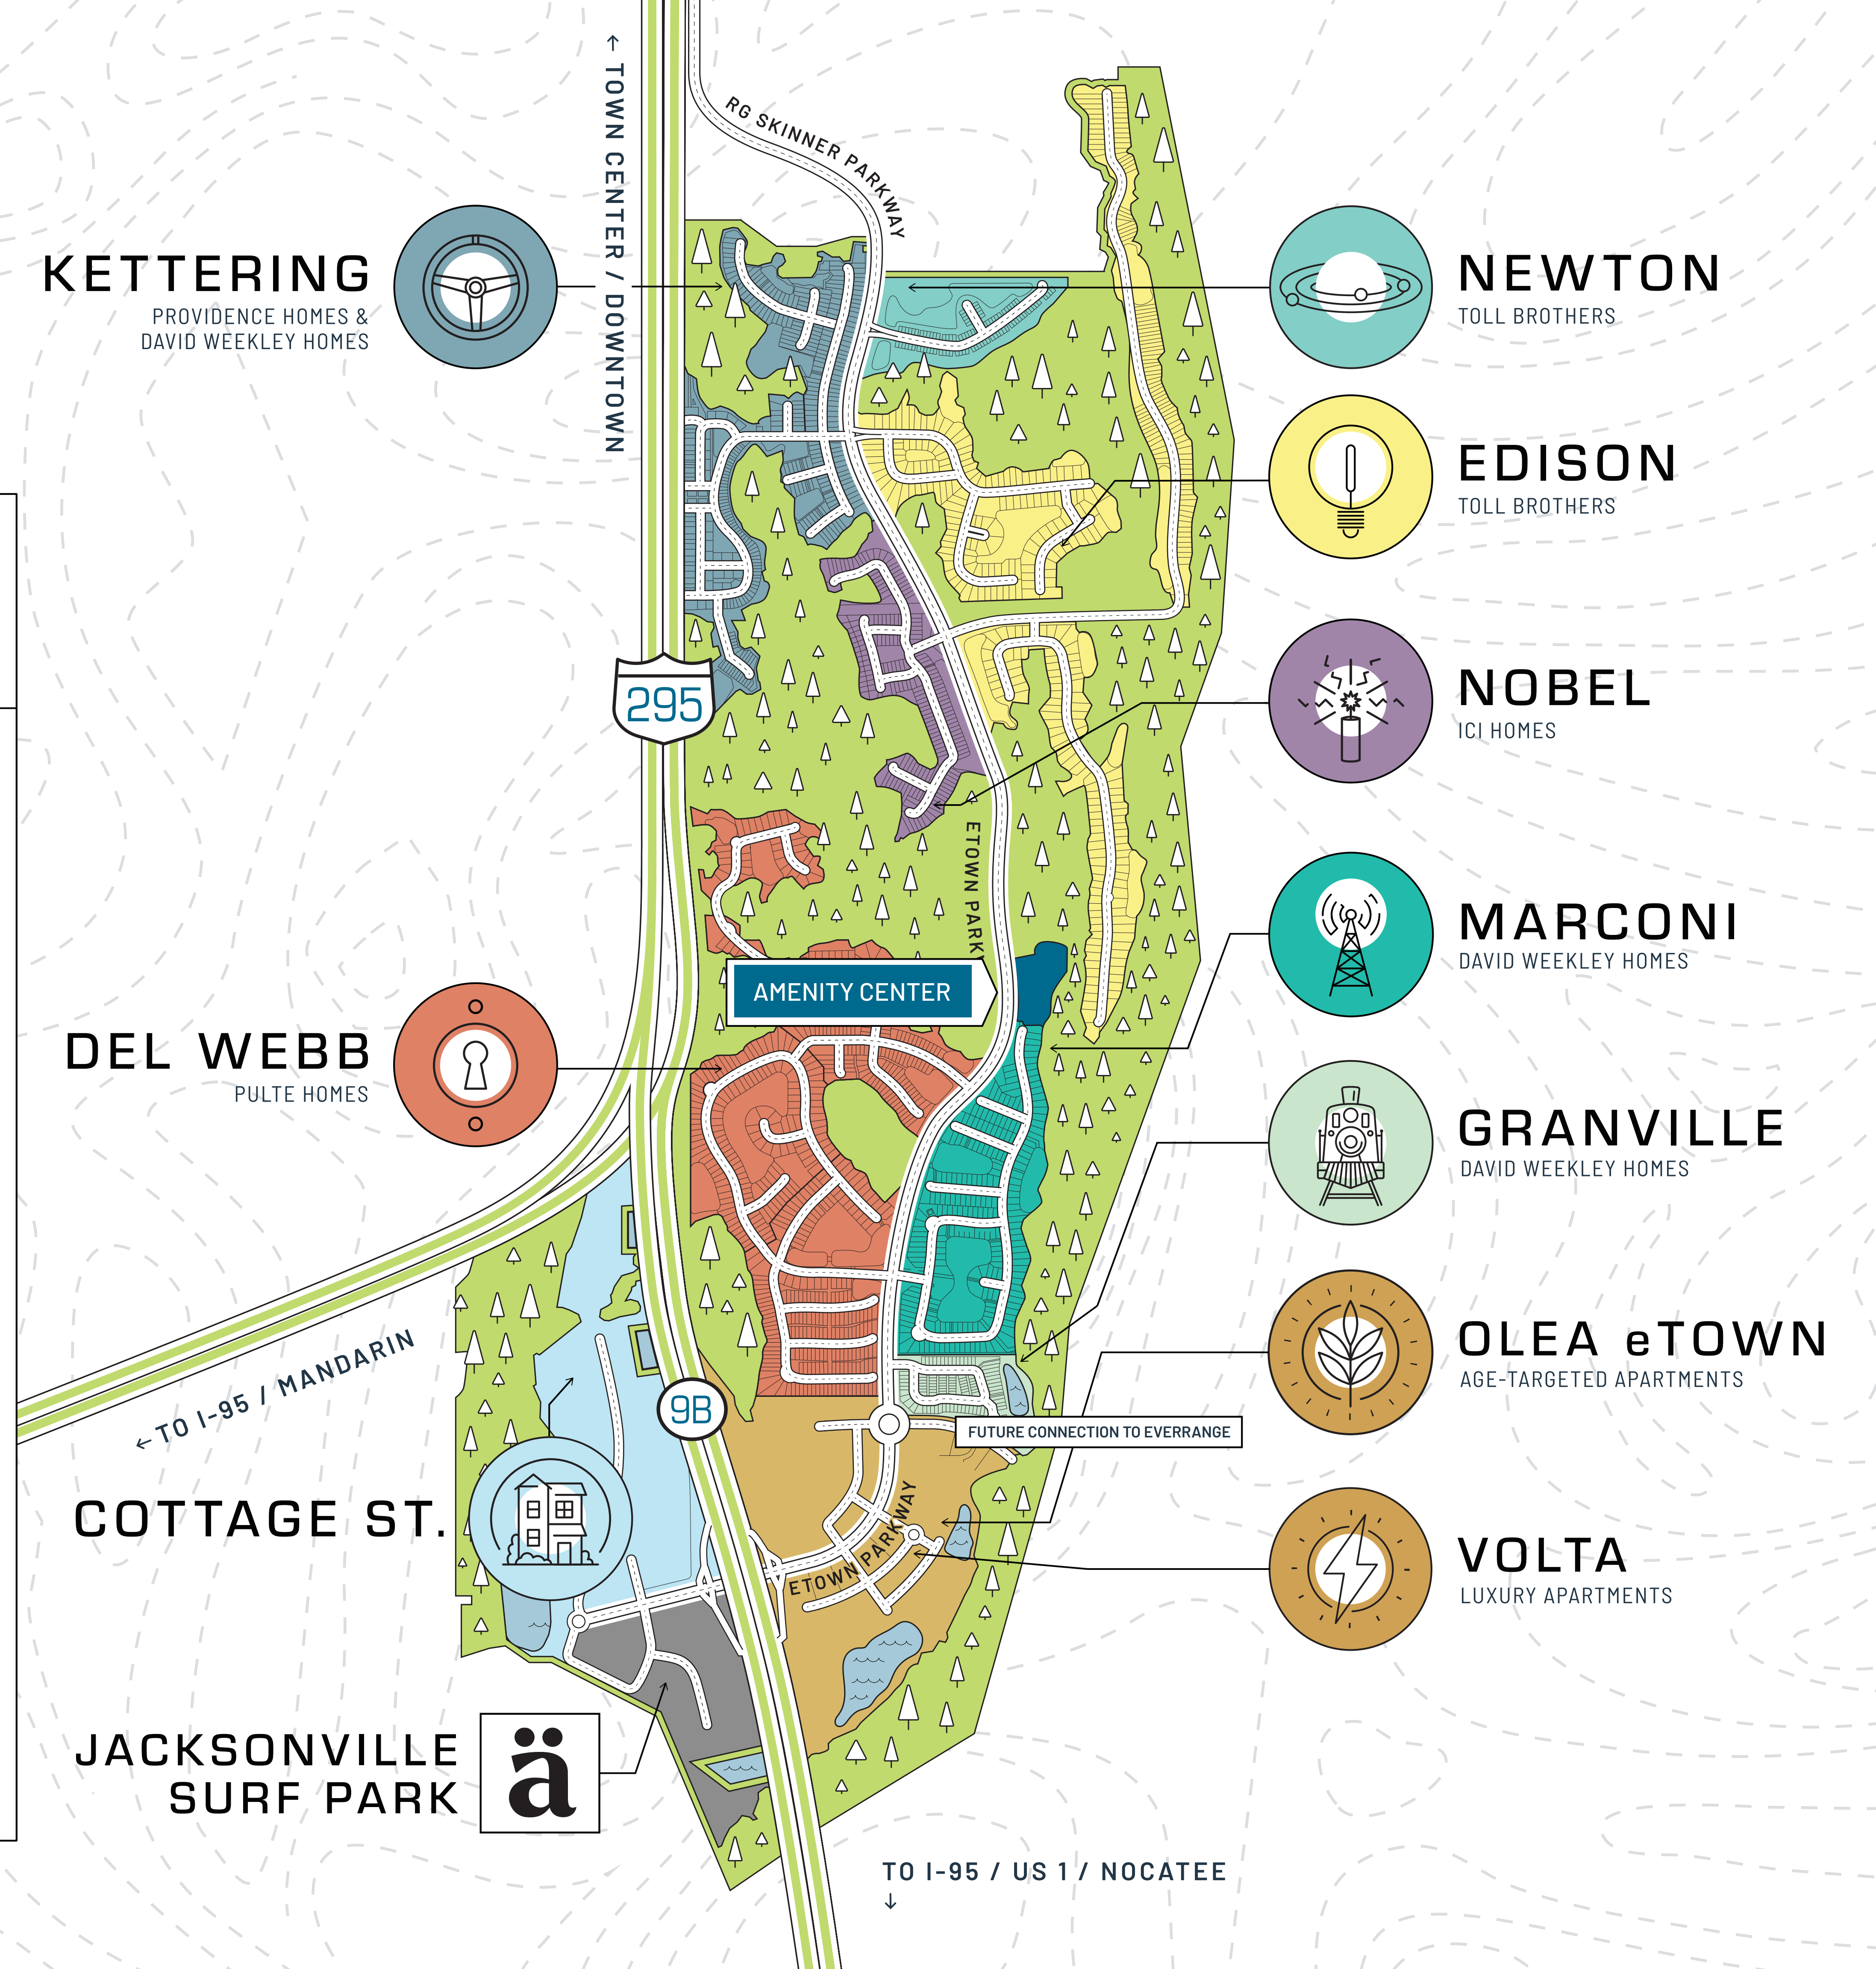 ↑ TOWN CENTER / DOWNTOWN
RG SKINNER PARKWAY
KETTERING
PROVIDENCE HOMES &
DAVID WEEKLEY HOMES
NEWTON
TOLL BROTHERS
EDISON
TOLL BROTHERS
295
NOBEL
ICI HOMES
ETOWN PARK
MARCONI
DAVID WEEKLEY HOMES
AMENITY CENTER
DEL WEBB
PULTE HOMES
GRANVILLE
DAVID WEEKLEY HOMES
OLEA eTOWN
AGE-TARGETED APARTMENTS
←TO I-95 / MANDARIN
9B
FUTURE CONNECTION TO EVERRANGE
COTTAGE ST.
ETOWN PARKWAY
VOLTA
LUXURY APARTMENTS
JACKSONVILLE
SURF PARK
ä
TO I-95 / US 1 / NOCATEE
↓